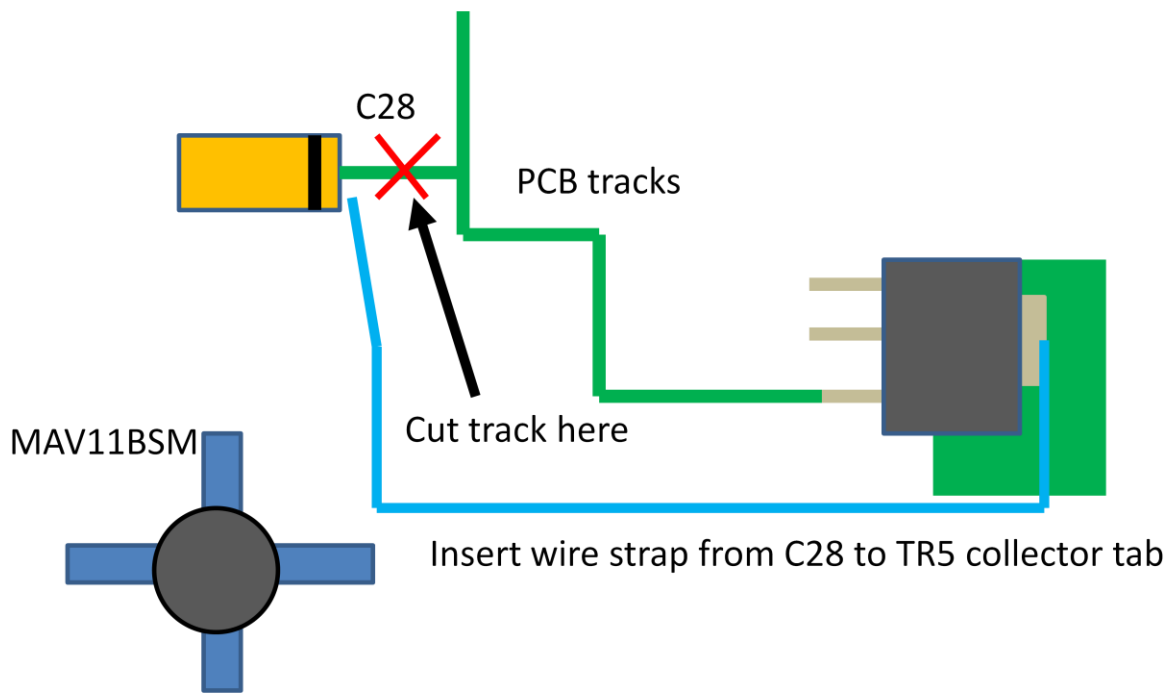 C28
PCB tracks
Cut track here
MAV11BSM
Insert wire strap from C28 to TR5 collector tab